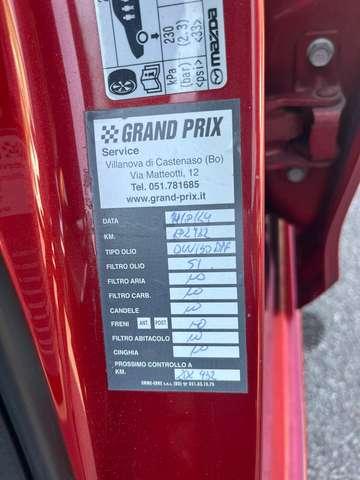 230
(2,3)
<33>
kPa
(bar)
<psi>
mazda
GRAND PRIX
Service
Villanova di Castenaso (Bo)
Via Matteotti, 12
Tel. 051.781685
www.grand-prix.it
DATA
KM.
TIPO OLIO
FILTRO OLIO SI
FILTRO ARIA NO
FILTRO CARB. NO
CANDELE NO
FRENI ANT POST NO
FILTRO ABITACOLO NO
CINGHIA NO
PROSSIMO CONTROLLO A
KM.